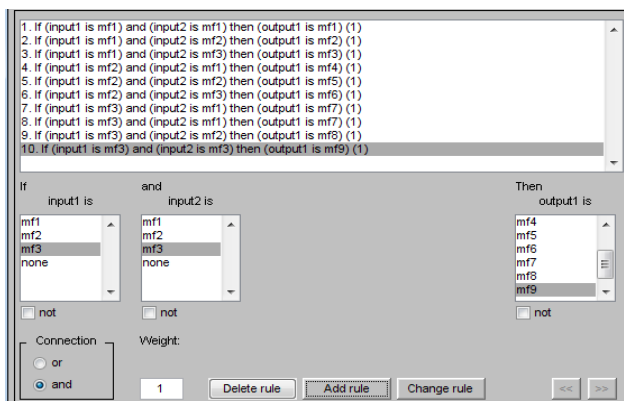 1. If (input1 is mf1) and (input2 is mf1) then (output1 is mf1) (1)
2. If (input1 is mf1) and (input2 is mf2) then (output1 is mf2) (1)
3. If (input1 is mf1) and (input2 is mf3) then (output1 is mf3) (1)
4. If (input1 is mf2) and (input2 is mf1) then (output1 is mf4) (1)
5. If (input1 is mf2) and (input2 is mf2) then (output1 is mf5) (1)
6. If (input1 is mf2) and (input2 is mf3) then (output1 is mf6) (1)
7. If (input1 is mf3) and (input2 is mf1) then (output1 is mf7) (1)
8. If (input1 is mf3) and (input2 is mf1) then (output1 is mf7) (1)
9. If (input1 is mf3) and (input2 is mf2) then (output1 is mf8) (1)
10. If (input1 is mf3) and (input2 is mf3) then (output1 is mf9) (1)
If
input1 is
mf1
mf2
mf3
none
not
and
input2 is
mf1
mf2
mf3
none
not
Then
output1 is
mf4
mf5
mf6
mf7
mf8
mf9
not
Connection
or
and
Weight:
1
Delete rule
Add rule
Change rule
<<
>>